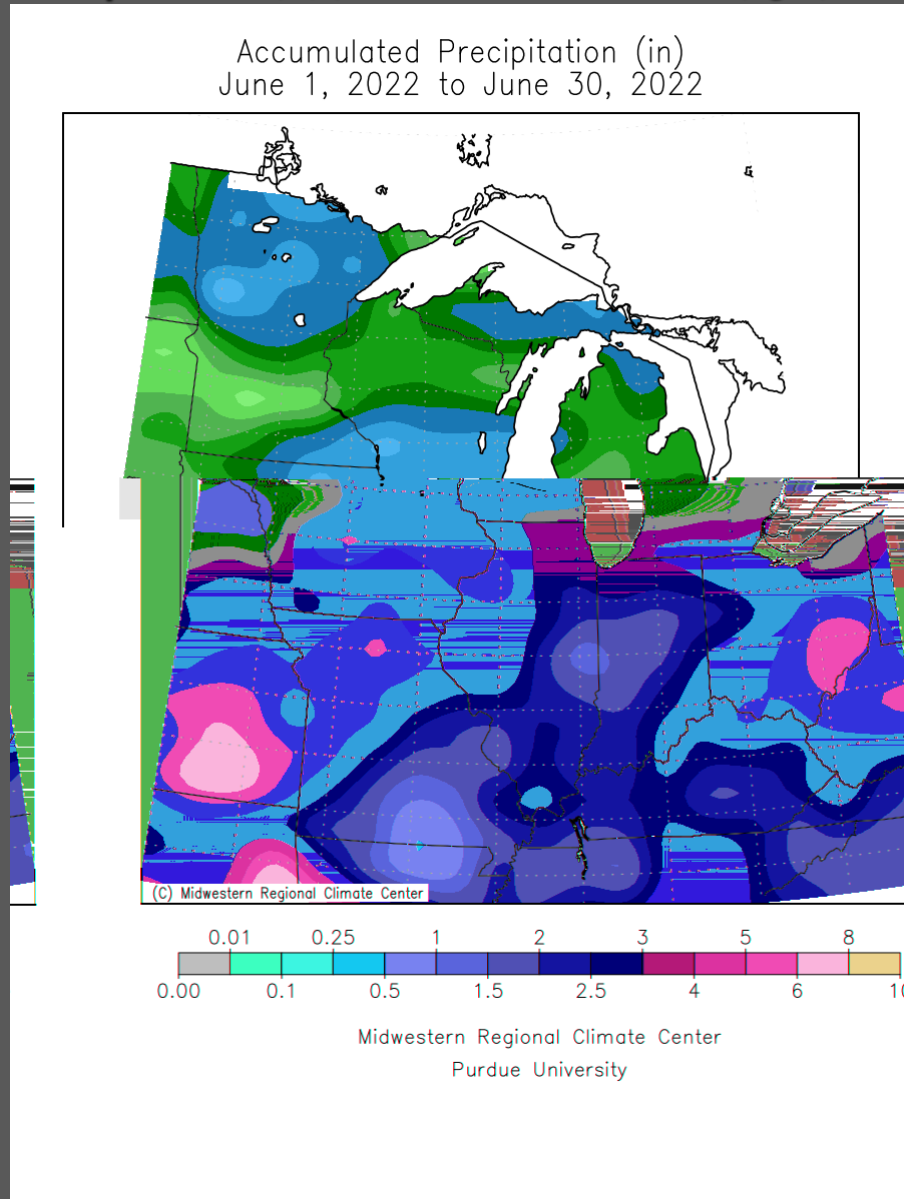 Accumulated Precipitation (in)
June 1, 2022 to June 30, 2022
(C) Midwestern Regional Climate Center
0.01 0.25 1 2 3 5 8
0.00 0.1 0.5 1.5 2.5 4 6
Midwestern Regional Climate Center
Purdue University